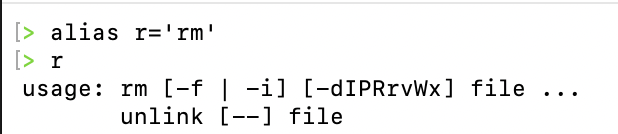 [> alias r='rm'
[> r
usage: rm [-f | -i] [-dIPRrvWx] file ...
unlink [--] file